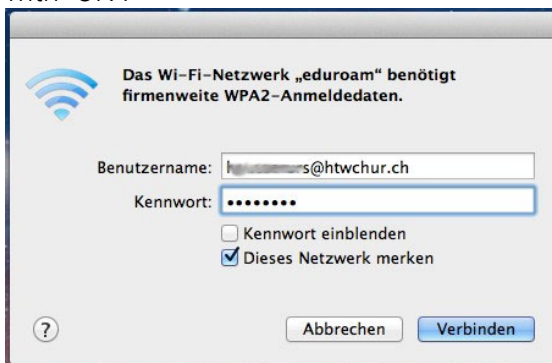 Das Wi-Fi-Netzwerk „eduroam“ benötigt
firmenweite WPA2-Anmeldedaten.
Benutzername: s@htwchur.ch
Kennwort: ••••••••
Kennwort einblenden
Dieses Netzwerk merken
?
Abbrechen Verbinden